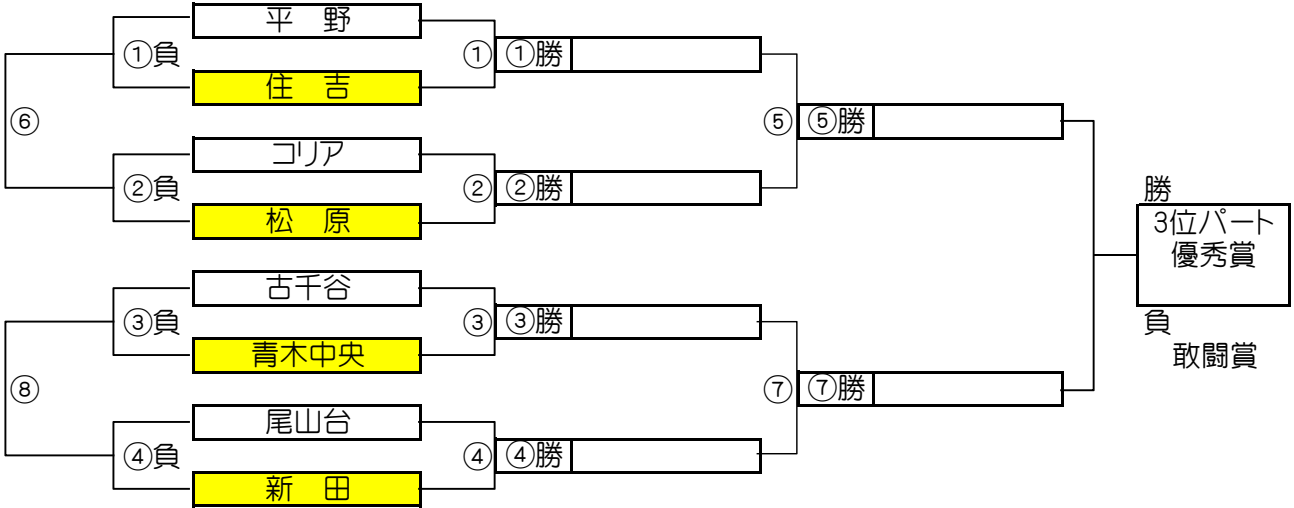 平 野
①負
①
①勝
住 吉
⑥
⑤
⑤勝
コリア
②負
②
②勝
松 原
勝
3位パート
優秀賞
古千谷
③負
③
③勝
負
敢闘賞
青木中央
⑧
⑦
⑦勝
尾山台
④負
④
④勝
新 田